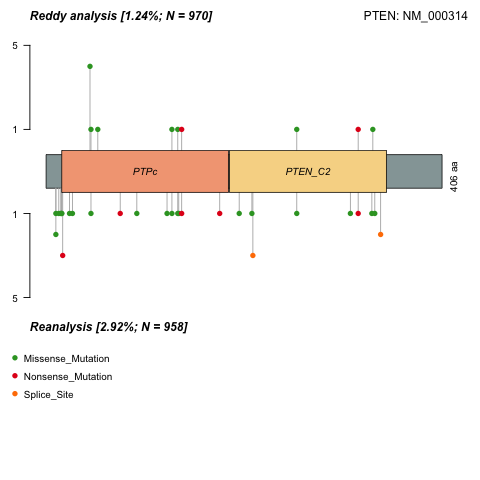 Reddy analysis [1.24%; N = 970]
PTEN: NM_000314
5
1
PTPc
PTEN_C2
406 aa
1
5
Reanalysis [2.92%; N = 958]
Missense_Mutation
Nonsense_Mutation
Splice_Site